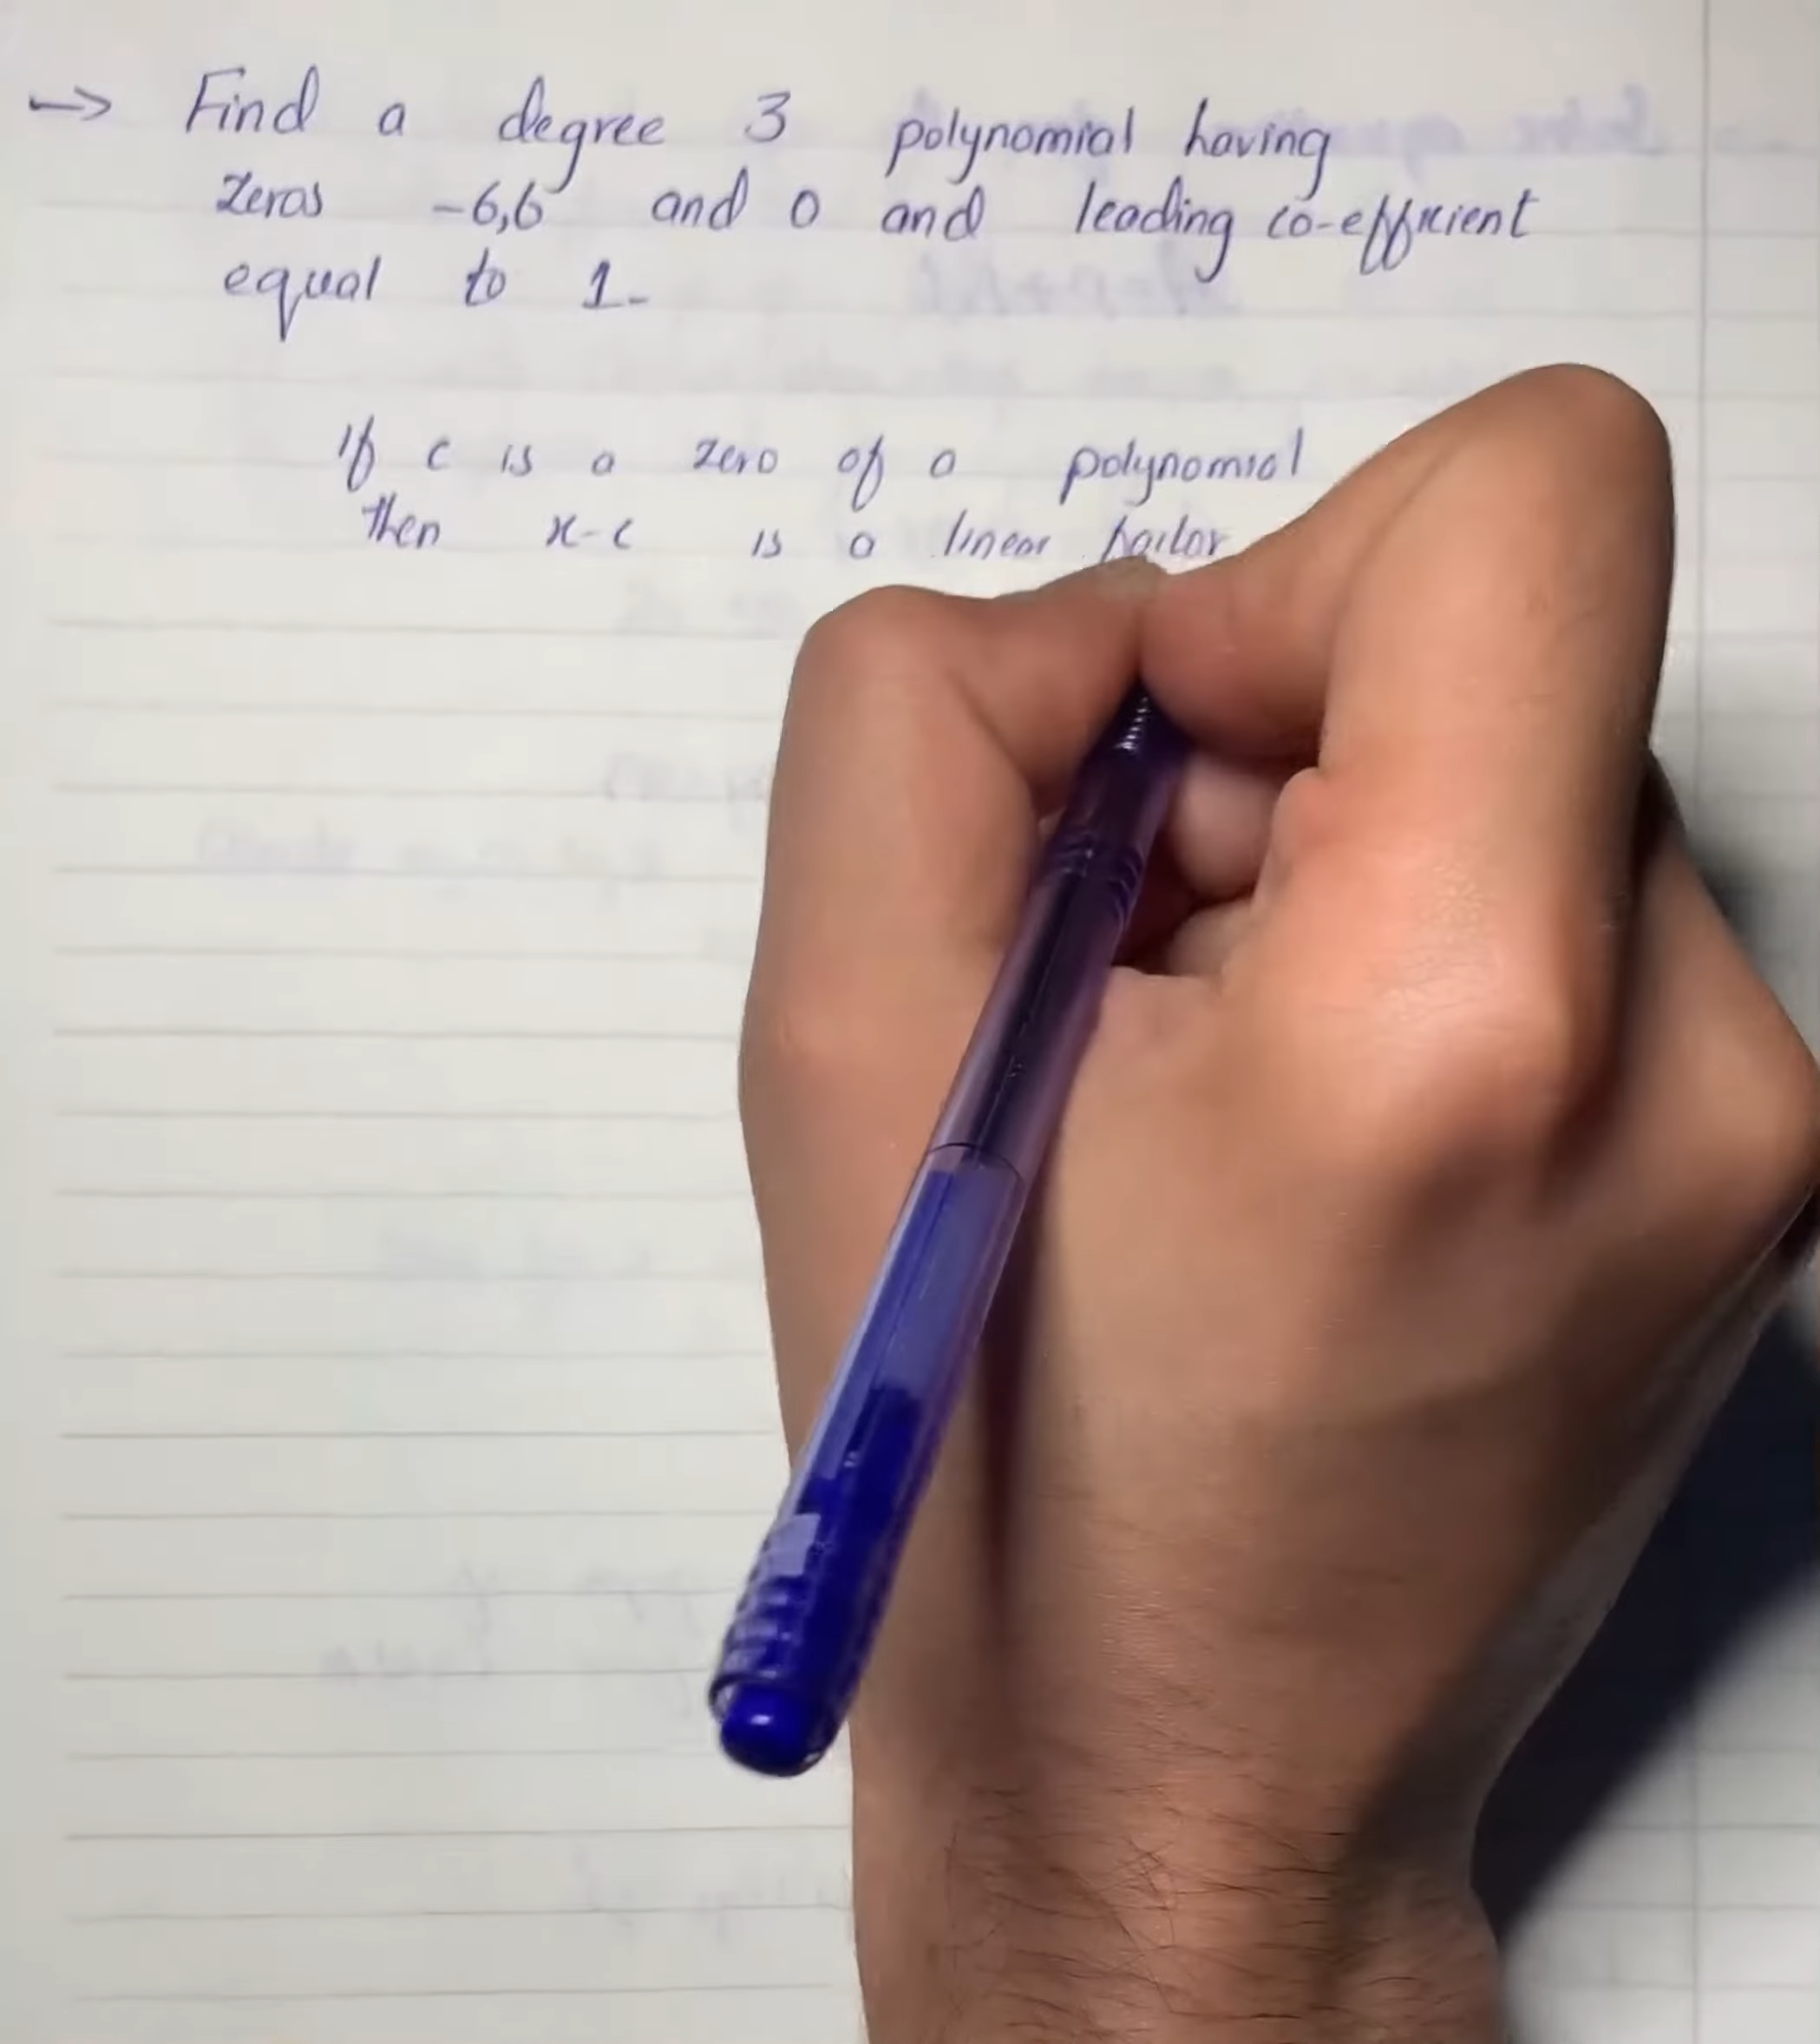 → Find a degree 3 polynomial having
zeros -6,6 and 0 and leading co-efficient
equal to 1.
If c is a zero of a polynomial
then x-c is a linear factor